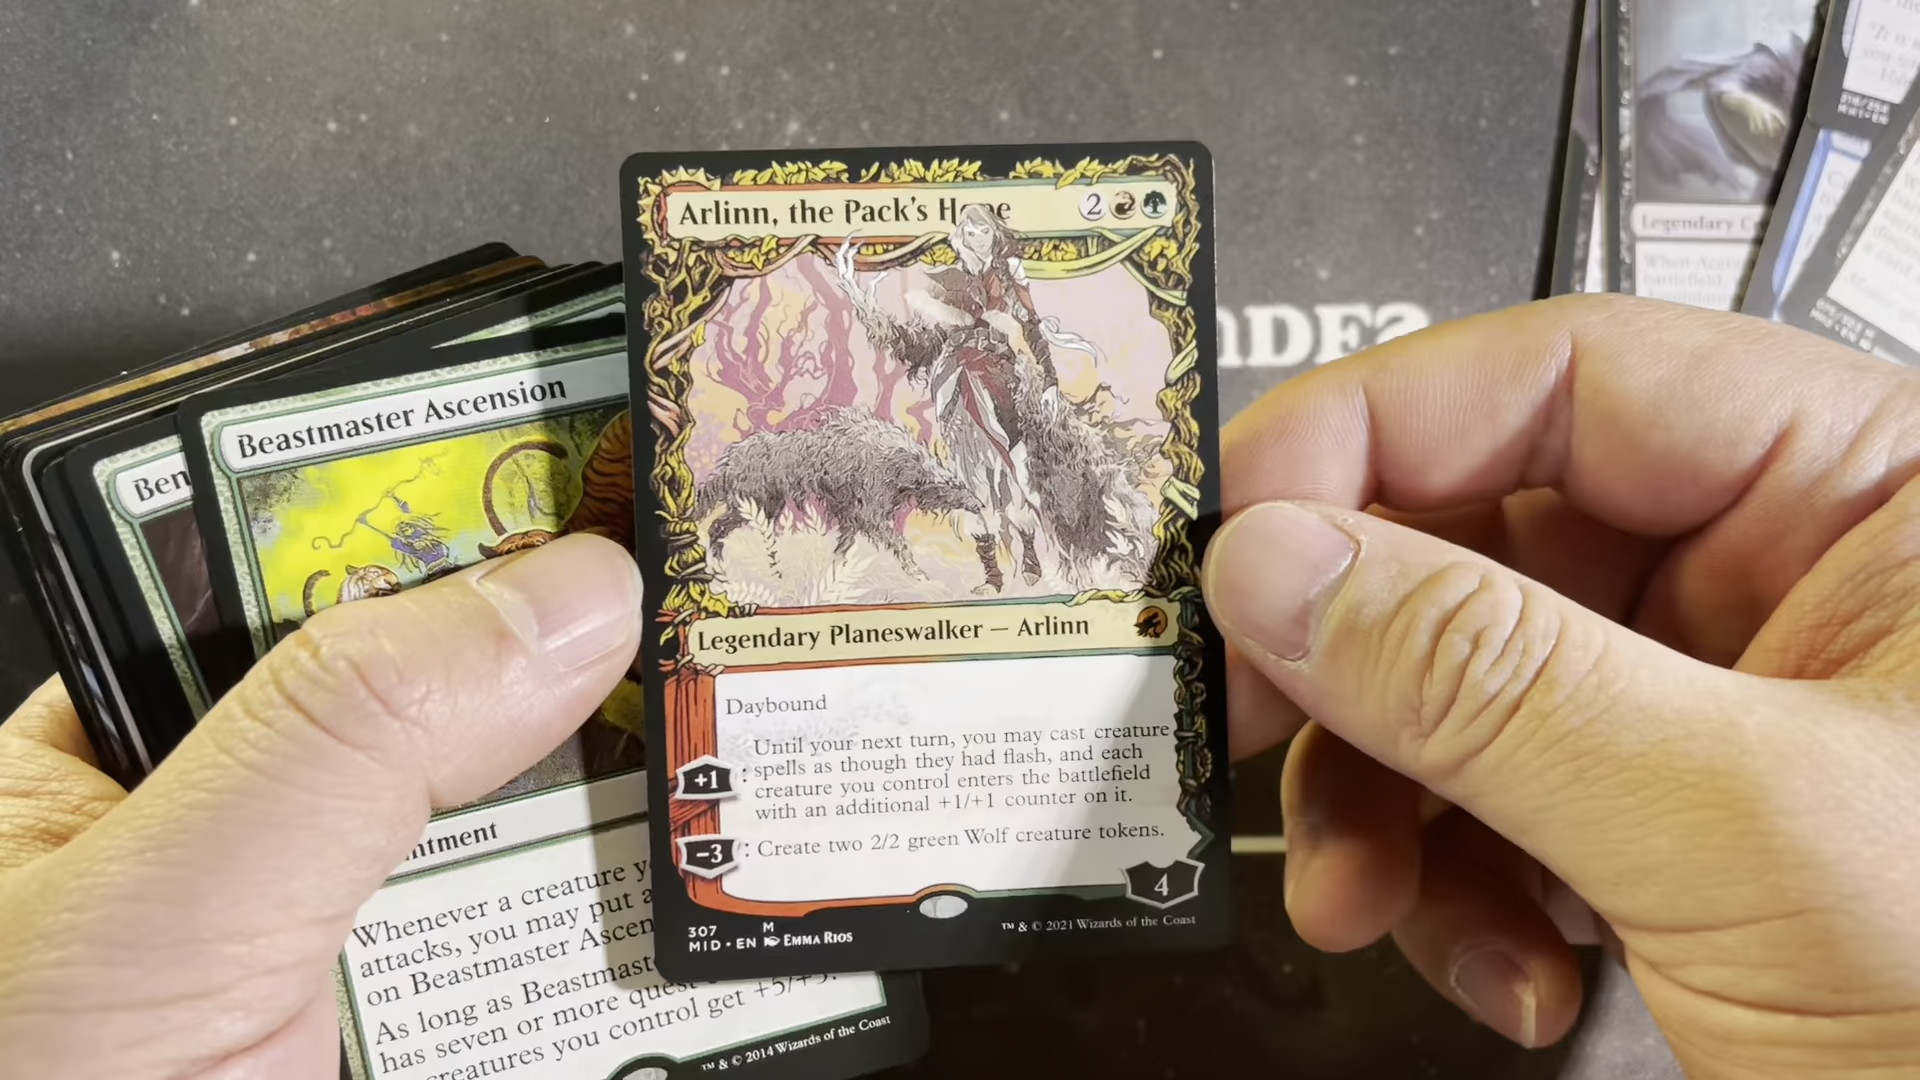 Arlinn, the Pack's Hope
2
Legendary Planeswalker — Arlinn
Daybound
+1
: Until your next turn, you may cast creature
spells as though they had flash, and each
creature you control enters the battlefield
with an additional +1/+1 counter on it.
−3
: Create two 2/2 green Wolf creature tokens.
4
307 M
MID • EN EMMA RIOS
™ & © 2021 Wizards of the Coast
Beastmaster Ascension
Ben
ntment
Whenever a creature y
attacks, you may put a
on Beastmaster Ascen
As long as Beastmast
has seven or more quest
creatures you control get +5/+5.
™ & © 2014 Wizards of the Coast
Legendary C